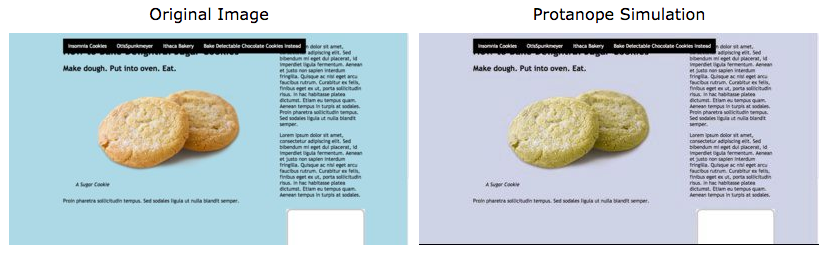 Original Image
Insomnia Cookies OtisSpunkmeyer Ithaca Bakery Bake Delectable Chocolate Cookies Instead
How to Bake Delightful Sugar Cookies
Make dough. Put into oven. Eat.
A Sugar Cookie
Proin pharetra sollicitudin tempus. Sed sodales ligula ut nulla blandit semper.
dolor sit amet,
consectetur adipiscing elit. Sed
bibendum mi eget dui placerat, id
imperdiet ligula fermentum. Aenean
et justo non sapien interdum
fringilla. Quisque ac nisl eget arcu
faucibus rutrum. Curabitur ex felis,
finibus eget ex ut, porta sollicitudin
risus. In hac habitasse platea
dictumst. Etiam eu tempus quam.
Aenean tempus in turpis at sodales.
Proin pharetra sollicitudin tempus.
Sed sodales ligula ut nulla blandit
semper.
Lorem ipsum dolor sit amet,
consectetur adipiscing elit. Sed
bibendum mi eget dui placerat, id
imperdiet ligula fermentum. Aenean
et justo non sapien interdum
fringilla. Quisque ac nisl eget arcu
faucibus rutrum. Curabitur ex felis,
finibus eget ex ut, porta sollicitudin
risus. In hac habitasse platea
dictumst. Etiam eu tempus quam.
Aenean tempus in turpis at sodales.
Protanope Simulation
Insomnia Cookies OtisSpunkmeyer Ithaca Bakery Bake Delectable Chocolate Cookies Instead
How to Bake Delightful Sugar Cookies
Make dough. Put into oven. Eat.
A Sugar Cookie
Proin pharetra sollicitudin tempus. Sed sodales ligula ut nulla blandit semper.
dolor sit amet,
consectetur adipiscing elit. Sed
bibendum mi eget dui placerat, id
imperdiet ligula fermentum. Aenean
et justo non sapien interdum
fringilla. Quisque ac nisl eget arcu
faucibus rutrum. Curabitur ex felis,
finibus eget ex ut, porta sollicitudin
risus. In hac habitasse platea
dictumst. Etiam eu tempus quam.
Aenean tempus in turpis at sodales.
Proin pharetra sollicitudin tempus.
Sed sodales ligula ut nulla blandit
semper.
Lorem ipsum dolor sit amet,
consectetur adipiscing elit. Sed
bibendum mi eget dui placerat, id
imperdiet ligula fermentum. Aenean
et justo non sapien interdum
fringilla. Quisque ac nisl eget arcu
faucibus rutrum. Curabitur ex felis,
finibus eget ex ut, porta sollicitudin
risus. In hac habitasse platea
dictumst. Etiam eu tempus quam.
Aenean tempus in turpis at sodales.